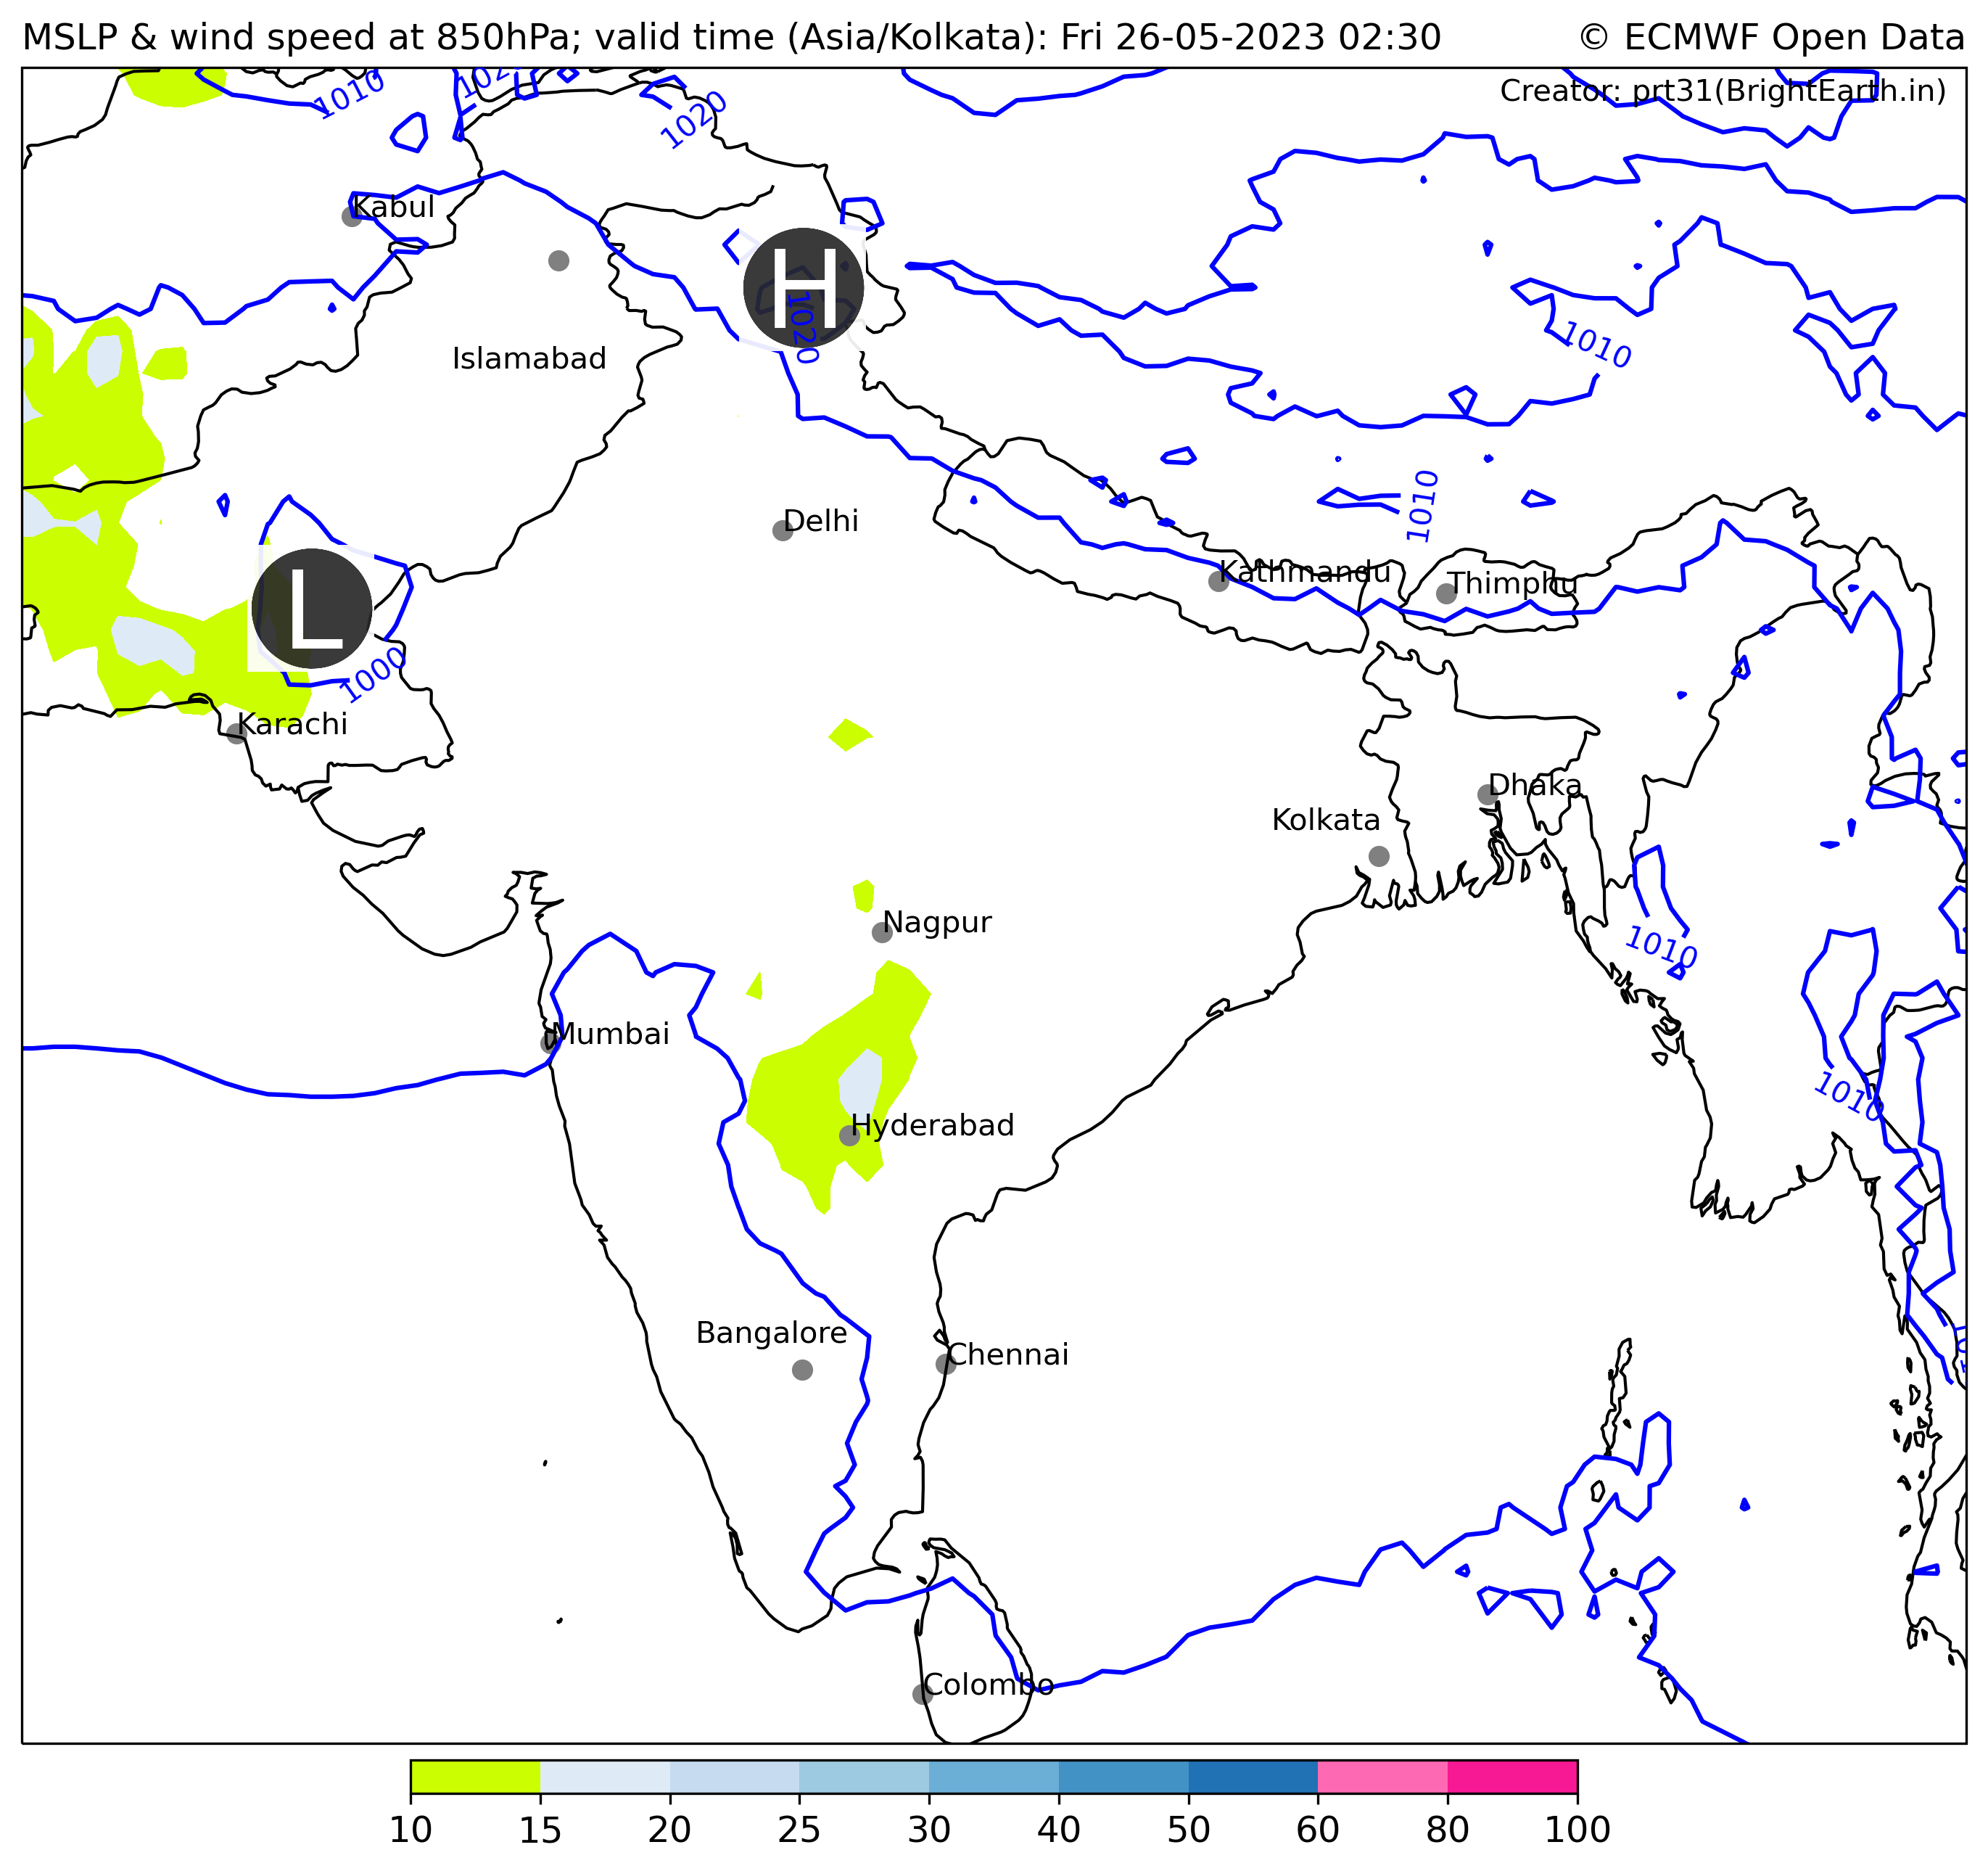 MSLP & wind speed at 850hPa; valid time (Asia/Kolkata): Fri 26-05-2023 02:30
© ECMWF Open Data
Creator: prt31(BrightEarth.in)
1010
1020
Kabul
H
1020
Islamabad
1010
Delhi
1010
Kathmandu
Thimphu
L
1000
Karachi
Dhaka
Kolkata
Nagpur
1010
Mumbai
1010
Hyderabad
Bangalore
Chennai
Colombo
10 15 20 25 30 40 50 60 80 100